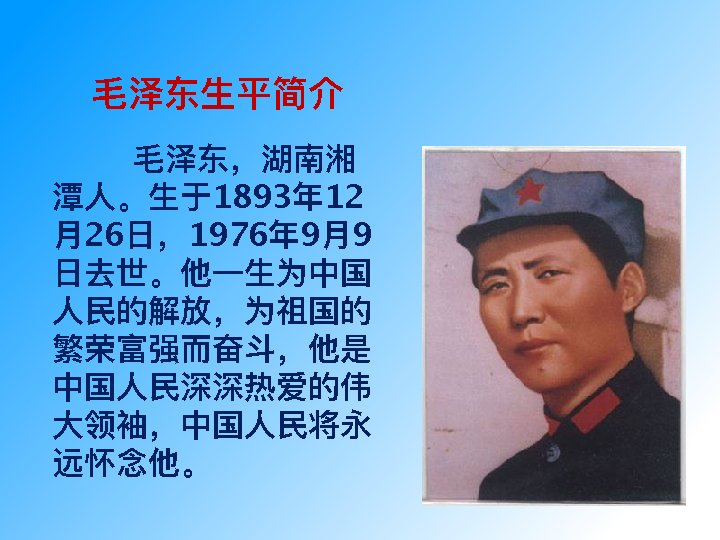 毛泽东生平简介
毛泽东，湖南湘
潭人。生于1893年12
月26日，1976年9月9
日去世。他一生为中国
人民的解放，为祖国的
繁荣富强而奋斗，他是
中国人民深深热爱的伟
大领袖，中国人民将永
远怀念他。